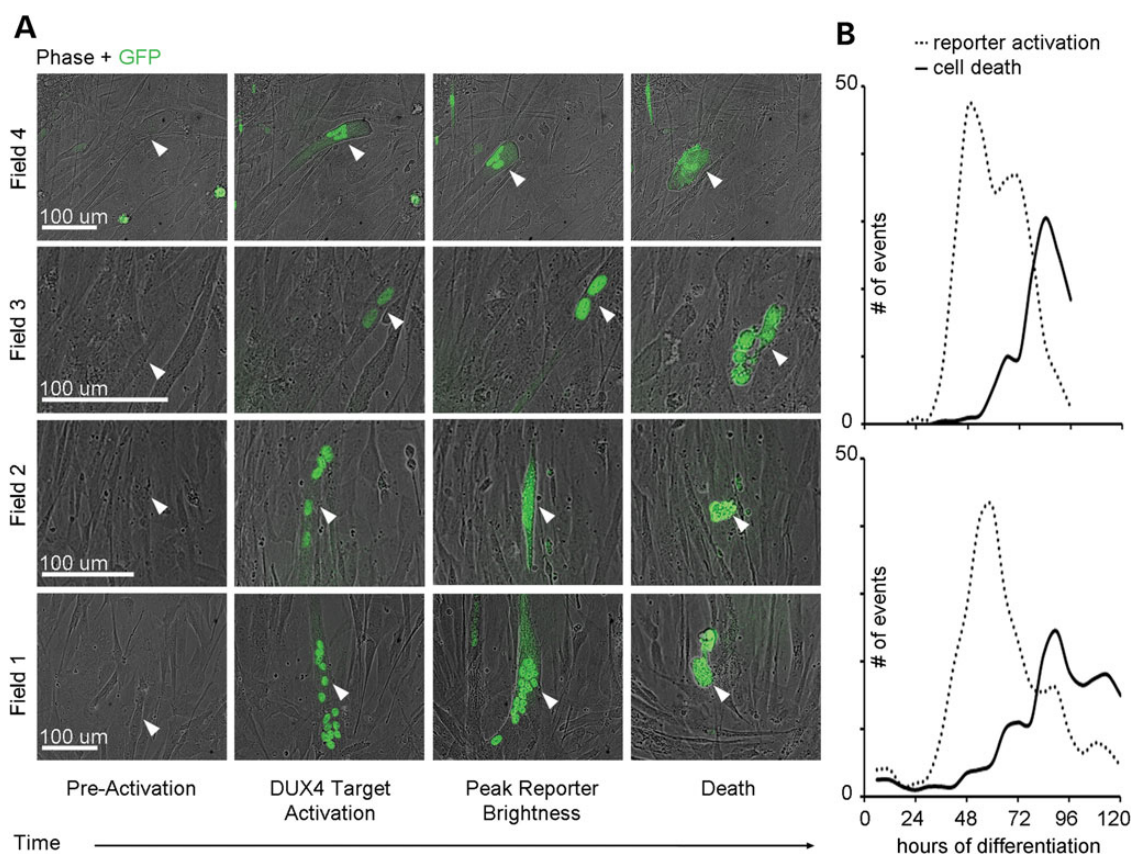 A
Phase + GFP
Field 4
100 um
Field 3
100 um
Field 2
100 um
Field 1
100 um
Pre-Activation
DUX4 Target
Activation
Peak Reporter
Brightness
Death
Time
B
reporter activation
cell death
50
# of events
0
50
# of events
0
0 24 48 72 96 120
hours of differentiation